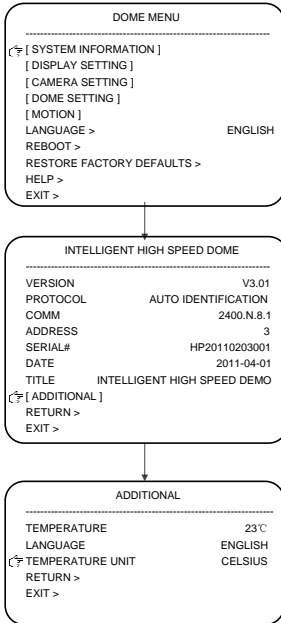 DOME MENU
[ SYSTEM INFORMATION ]
[ DISPLAY SETTING ]
[ CAMERA SETTING ]
[ DOME SETTING ]
[ MOTION ]
LANGUAGE > ENGLISH
REBOOT >
RESTORE FACTORY DEFAULTS >
HELP >
EXIT >
INTELLIGENT HIGH SPEED DOME
VERSION V3.01
PROTOCOL AUTO IDENTIFICATION
COMM 2400.N.8.1
ADDRESS 3
SERIAL# HP20110203001
DATE 2011-04-01
TITLE INTELLIGENT HIGH SPEED DEMO
[ ADDITIONAL ]
RETURN >
EXIT >
ADDITIONAL
TEMPERATURE 23℃
LANGUAGE ENGLISH
TEMPERATURE UNIT CELSIUS
RETURN >
EXIT >